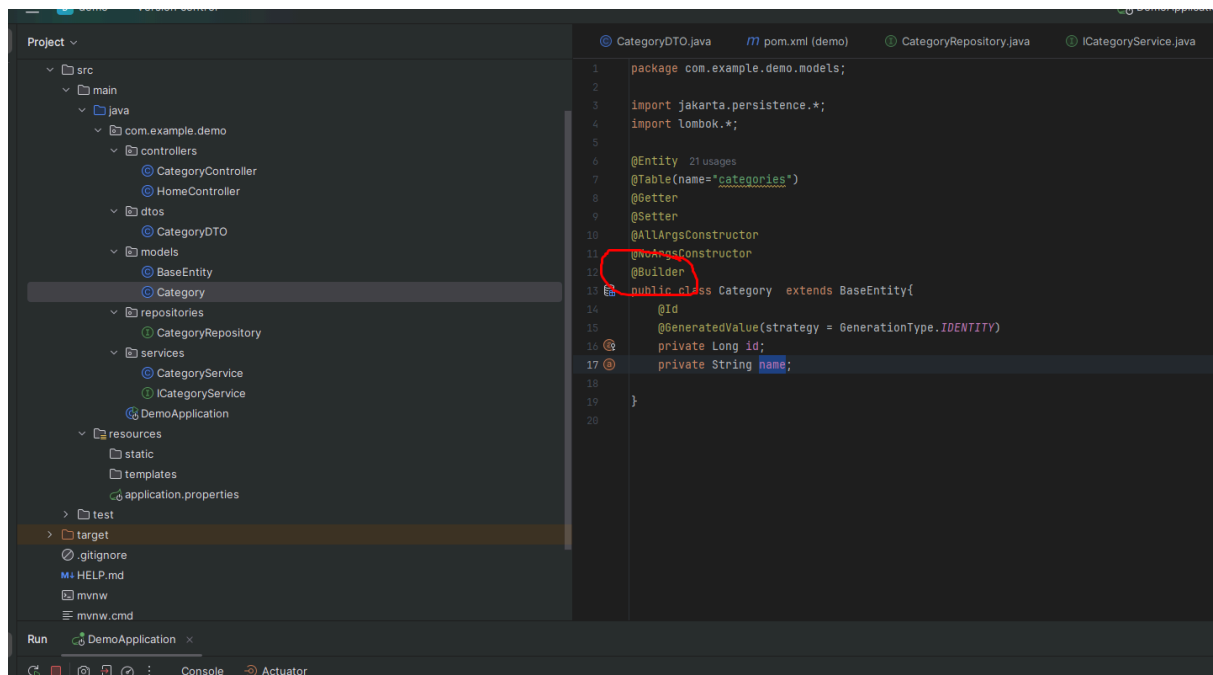 Project
src
main
java
com.example.demo
controllers
CategoryController
HomeController
dtos
CategoryDTO
models
BaseEntity
Category
repositories
CategoryRepository
services
CategoryService
ICategoryService
DemoApplication
resources
static
templates
application.properties
test
target
.gitignore
M↓ HELP.md
mvnw
mvnw.cmd
CategoryDTO.java m pom.xml (demo) CategoryRepository.java ICategoryService.java
1 package com.example.demo.models;
2
3 import jakarta.persistence.*;
4 import lombok.*;
5
6 @Entity 21 usages
7 @Table(name="categories")
8 @Getter
9 @Setter
10 @AllArgsConstructor
11 @NoArgsConstructor
12 @Builder
13 public class Category extends BaseEntity{
14 @Id
15 @GeneratedValue(strategy = GenerationType.IDENTITY)
16 private Long id;
17 private String name;
18
19 }
20
Run DemoApplication
Console Actuator